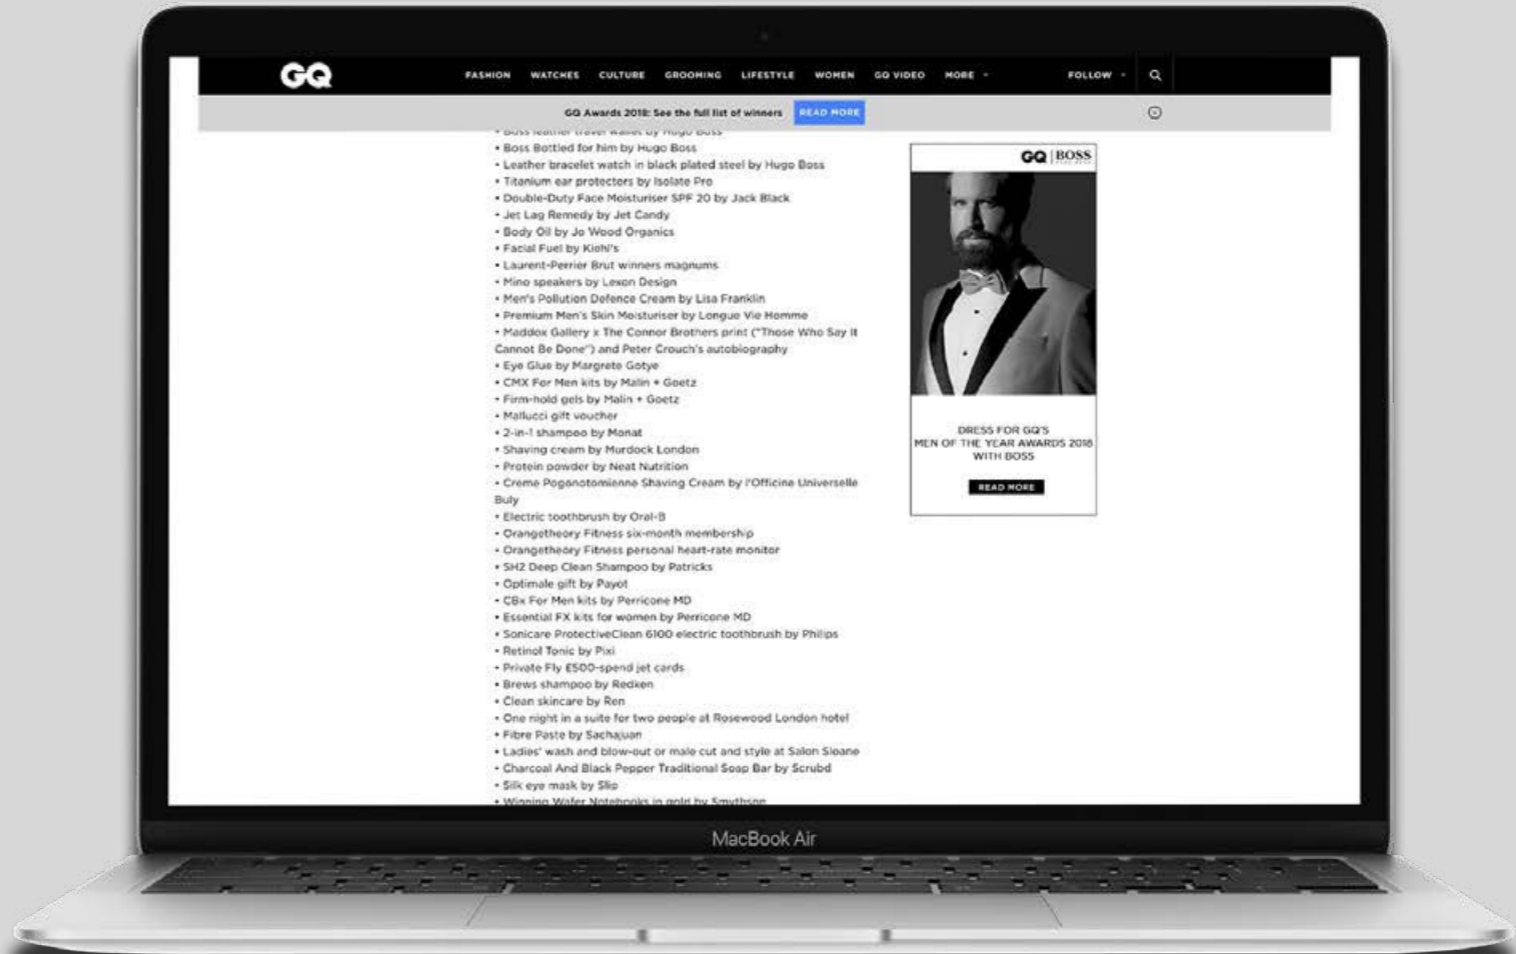 GQ
FASHION WATCHES CULTURE GROOMING LIFESTYLE WOMEN GQ VIDEO MORE FOLLOW
GQ Awards 2018: See the full list of winners READ MORE
• Boss leather travel wallet by Hugo Boss
• Boss Bottled for him by Hugo Boss
• Leather bracelet watch in black plated steel by Hugo Boss
• Titanium ear protectors by Isolate Pro
• Double-Duty Face Moisturiser SPF 20 by Jack Black
• Jet Lag Remedy by Jet Candy
• Body Oil by Jo Wood Organics
• Facial Fuel by Kiehl's
• Laurent-Perrier Brut winners magnums
• Mino speakers by Lexon Design
• Men's Pollution Defence Cream by Lisa Franklin
• Premium Men's Skin Moisturiser by Longue Vie Homme
• Maddox Gallery x The Connor Brothers print ("Those Who Say It
Cannot Be Done") and Peter Crouch's autobiography
• Eye Glue by Margrete Gotye
• CMX For Men kits by Malin + Goetz
• Firm-hold gels by Malin + Goetz
• Mallucci gift voucher
• 2-in-1 shampoo by Monat
• Shaving cream by Murdock London
• Protein powder by Neat Nutrition
• Creme Pogonotomienne Shaving Cream by l'Officine Universelle
Buly
• Electric toothbrush by Oral-B
• Orangetheory Fitness six-month membership
• Orangetheory Fitness personal heart-rate monitor
• SH2 Deep Clean Shampoo by Patricks
• Optimale gift by Payot
• CBx For Men kits by Perricone MD
• Essential FX kits for women by Perricone MD
• Sonicare ProtectiveClean 6100 electric toothbrush by Philips
• Retinol Tonic by Pixi
• Private Fly £500-spend jet cards
• Brews shampoo by Redken
• Clean skincare by Ren
• One night in a suite for two people at Rosewood London hotel
• Fibre Paste by Sachajuan
• Ladies' wash and blow-out or male cut and style at Salon Sloane
• Charcoal And Black Pepper Traditional Soap Bar by Scrubd
• Silk eye mask by Slip
• Winning Wafer Notebooks in gold by Smythson
GQ | BOSS
DRESS FOR GQ'S
MEN OF THE YEAR AWARDS 2018
WITH BOSS
READ MORE
MacBook Air